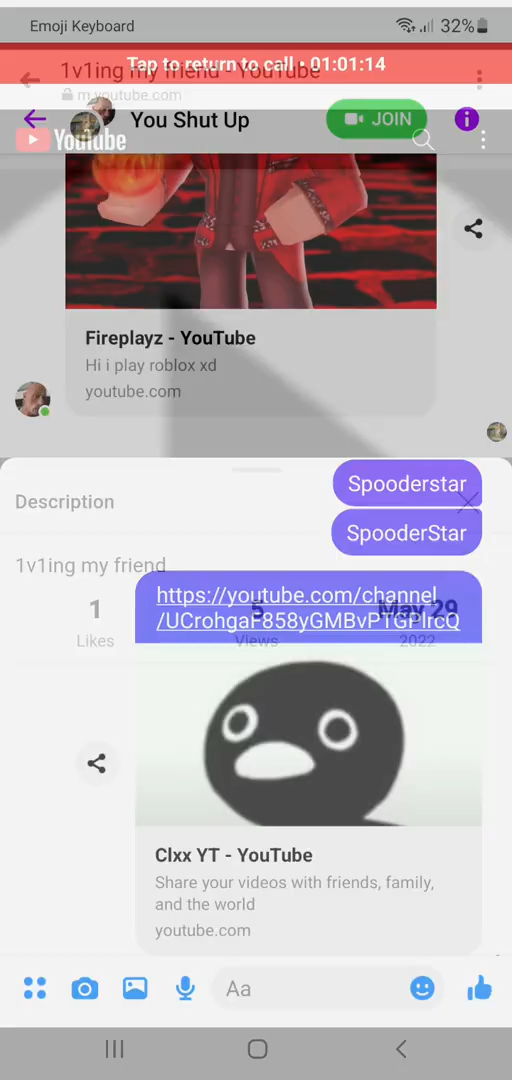 Emoji Keyboard
32%
Tap to return to call • 01:01:14
1v1ing my friend - YouTube
m.youtube.com
You Shut Up
JOIN
YouTube
Fireplayz - YouTube
Hi i play roblox xd
youtube.com
Spooderstar
Description
SpooderStar
1v1ing my friend
https://youtube.com/channel
1
5
May 29
Likes
Views
2022
Clxx YT - YouTube
Share your videos with friends, family,
and the world
youtube.com
Aa